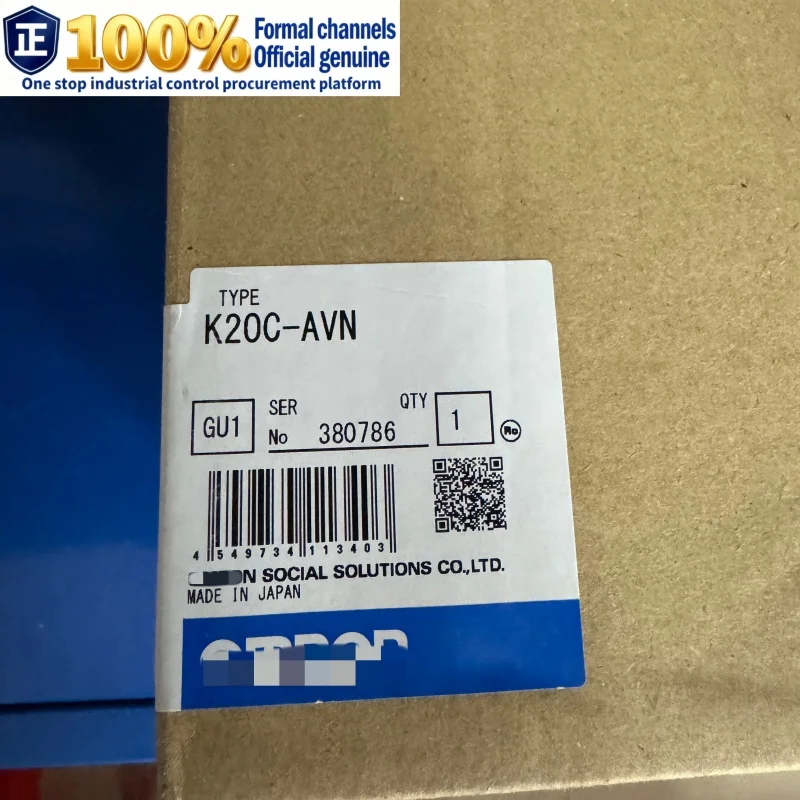 正
100%
Formal channels
Official genuine
One stop industrial control procurement platform
TYPE
K20C-AVN
GU1
SER
No 380786
QTY
1
4 549734 113403
N SOCIAL SOLUTIONS CO.,LTD.
MADE IN JAPAN